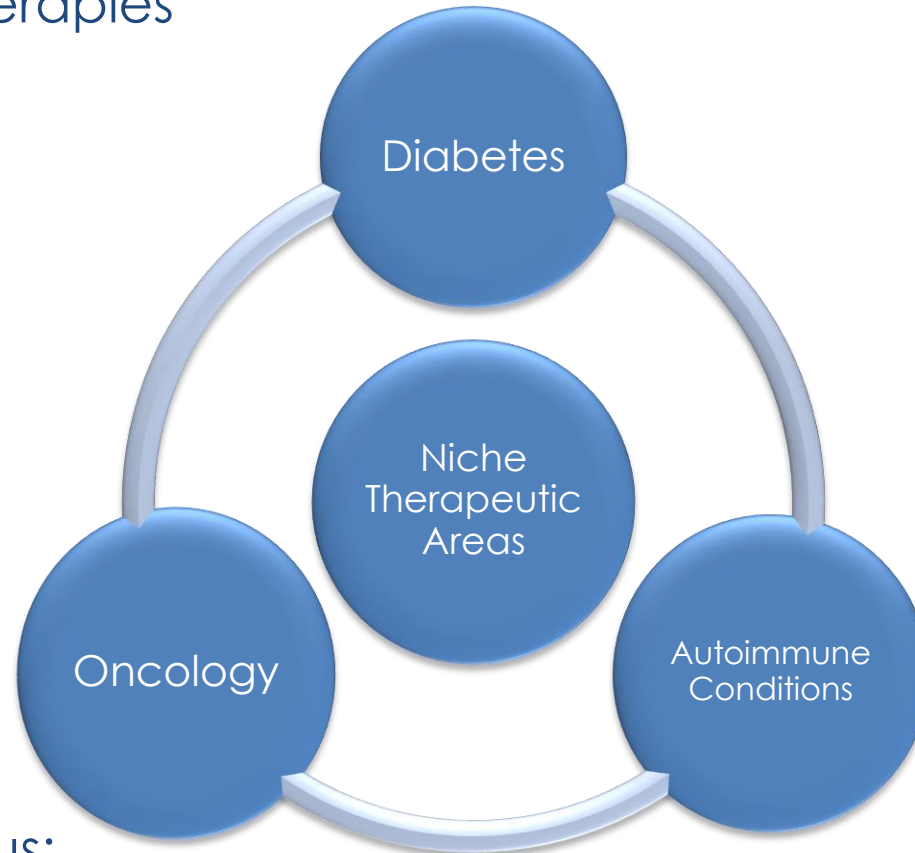 Diabetes
Niche
Therapeutic
Areas
Oncology
Autoimmune
Conditions